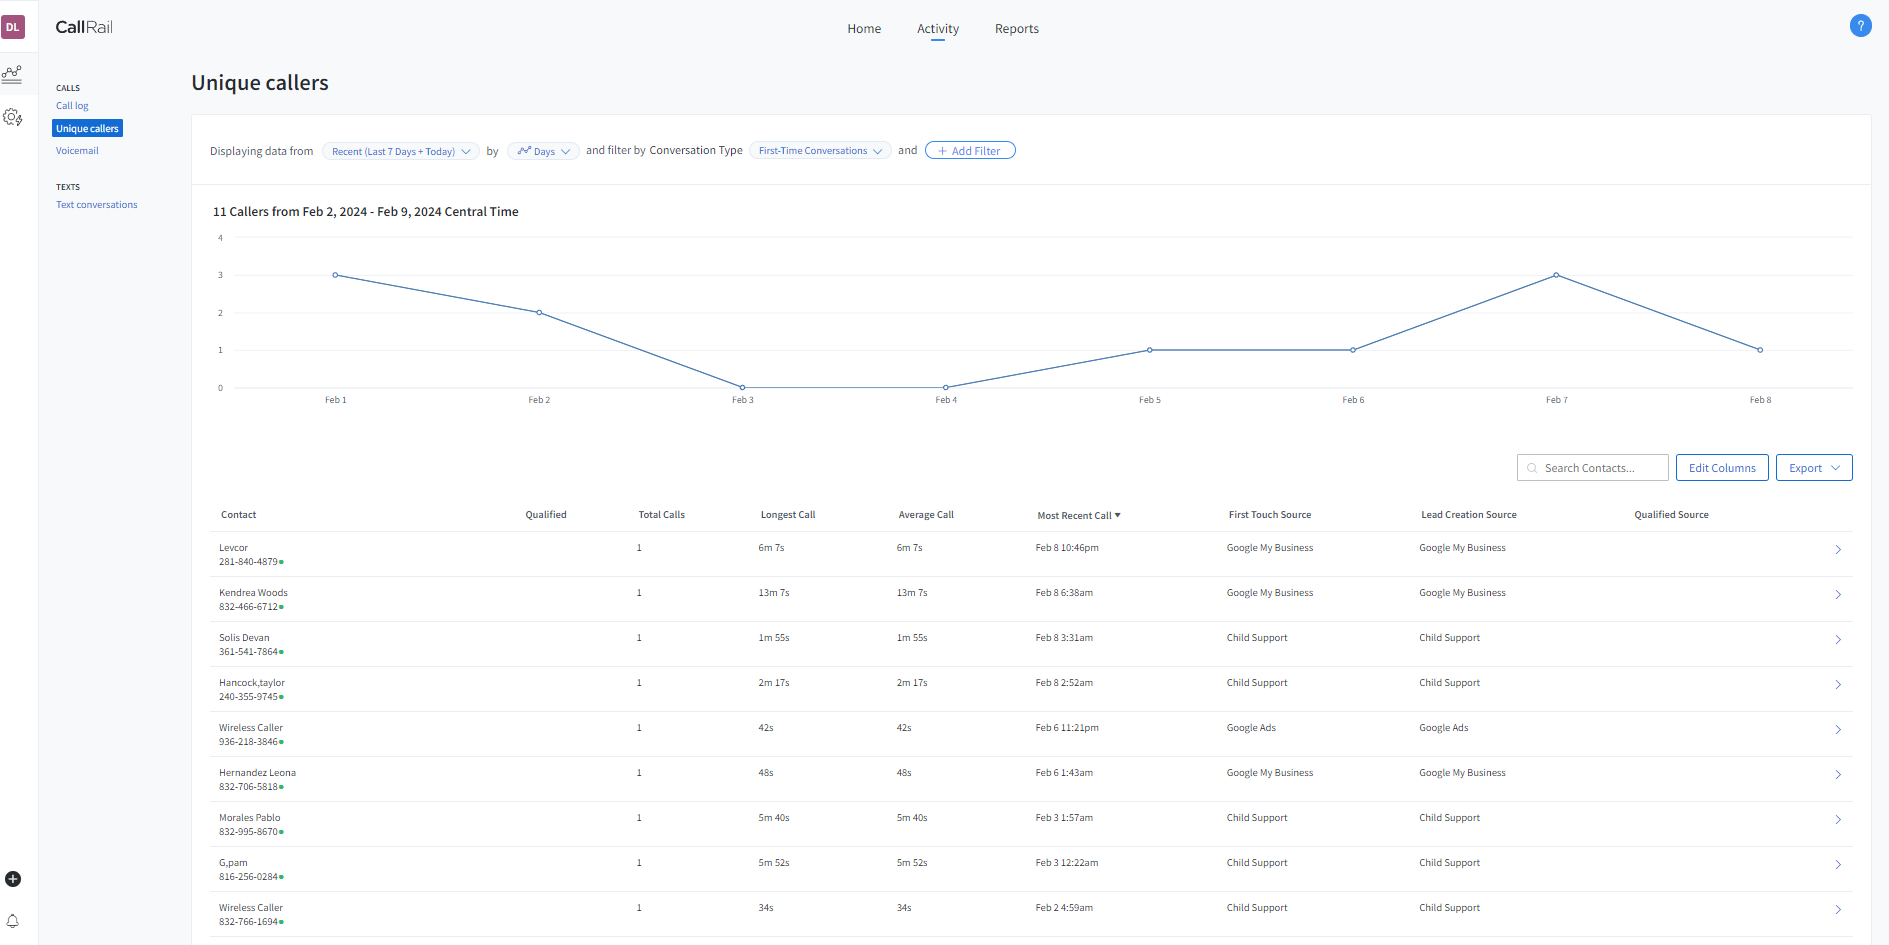 DL
CallRail
Home Activity Reports
?
CALLS
Call log
Unique callers
Voicemail
TEXTS
Text conversations
Unique callers
Displaying data from Recent (Last 7 Days + Today) by Days and filter by Conversation Type First-Time Conversations and + Add Filter
11 Callers from Feb 2, 2024 - Feb 9, 2024 Central Time
4
3
2
1
0
Feb 1 Feb 2 Feb 3 Feb 4 Feb 5 Feb 6 Feb 7 Feb 8
Search Contacts... Edit Columns Export
Contact Qualified Total Calls Longest Call Average Call Most Recent Call First Touch Source Lead Creation Source Qualified Source
Levcor 1 6m 7s 6m 7s Feb 8 10:46pm Google My Business Google My Business
281-840-4879
Kendrea Woods 1 13m 7s 13m 7s Feb 8 6:38am Google My Business Google My Business
832-466-6712
Solis Devan 1 1m 55s 1m 55s Feb 8 3:31am Child Support Child Support
361-541-7864
Hancock,taylor 1 2m 17s 2m 17s Feb 8 2:52am Child Support Child Support
240-355-9745
Wireless Caller 1 42s 42s Feb 6 11:21pm Google Ads Google Ads
936-218-3846
Hernandez Leona 1 48s 48s Feb 6 1:43am Google My Business Google My Business
832-706-5818
Morales Pablo 1 5m 40s 5m 40s Feb 3 1:57am Child Support Child Support
832-995-8670
G,pam 1 5m 52s 5m 52s Feb 3 12:22am Child Support Child Support
816-256-0284
Wireless Caller 1 34s 34s Feb 2 4:59am Child Support Child Support
832-766-1694